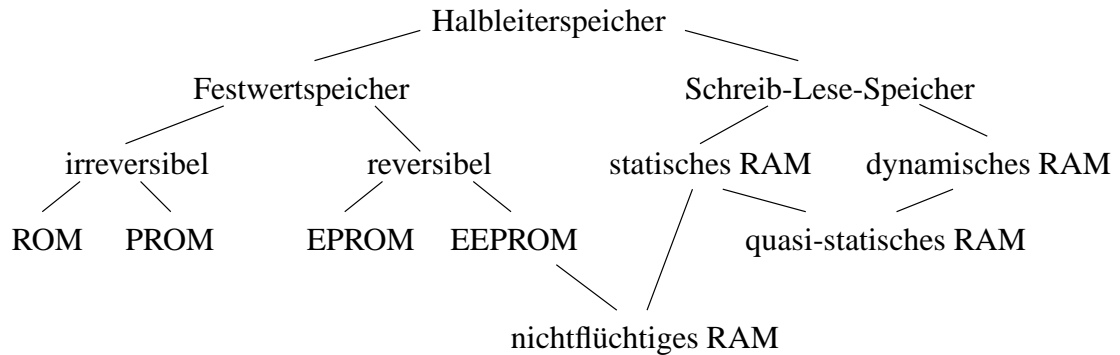 Halbleiterspeicher
Festwertspeicher Schreib-Lese-Speicher
irreversibel reversibel statisches RAM dynamisches RAM
ROM PROM EPROM EEPROM quasi-statisches RAM
nichtflüchtiges RAM